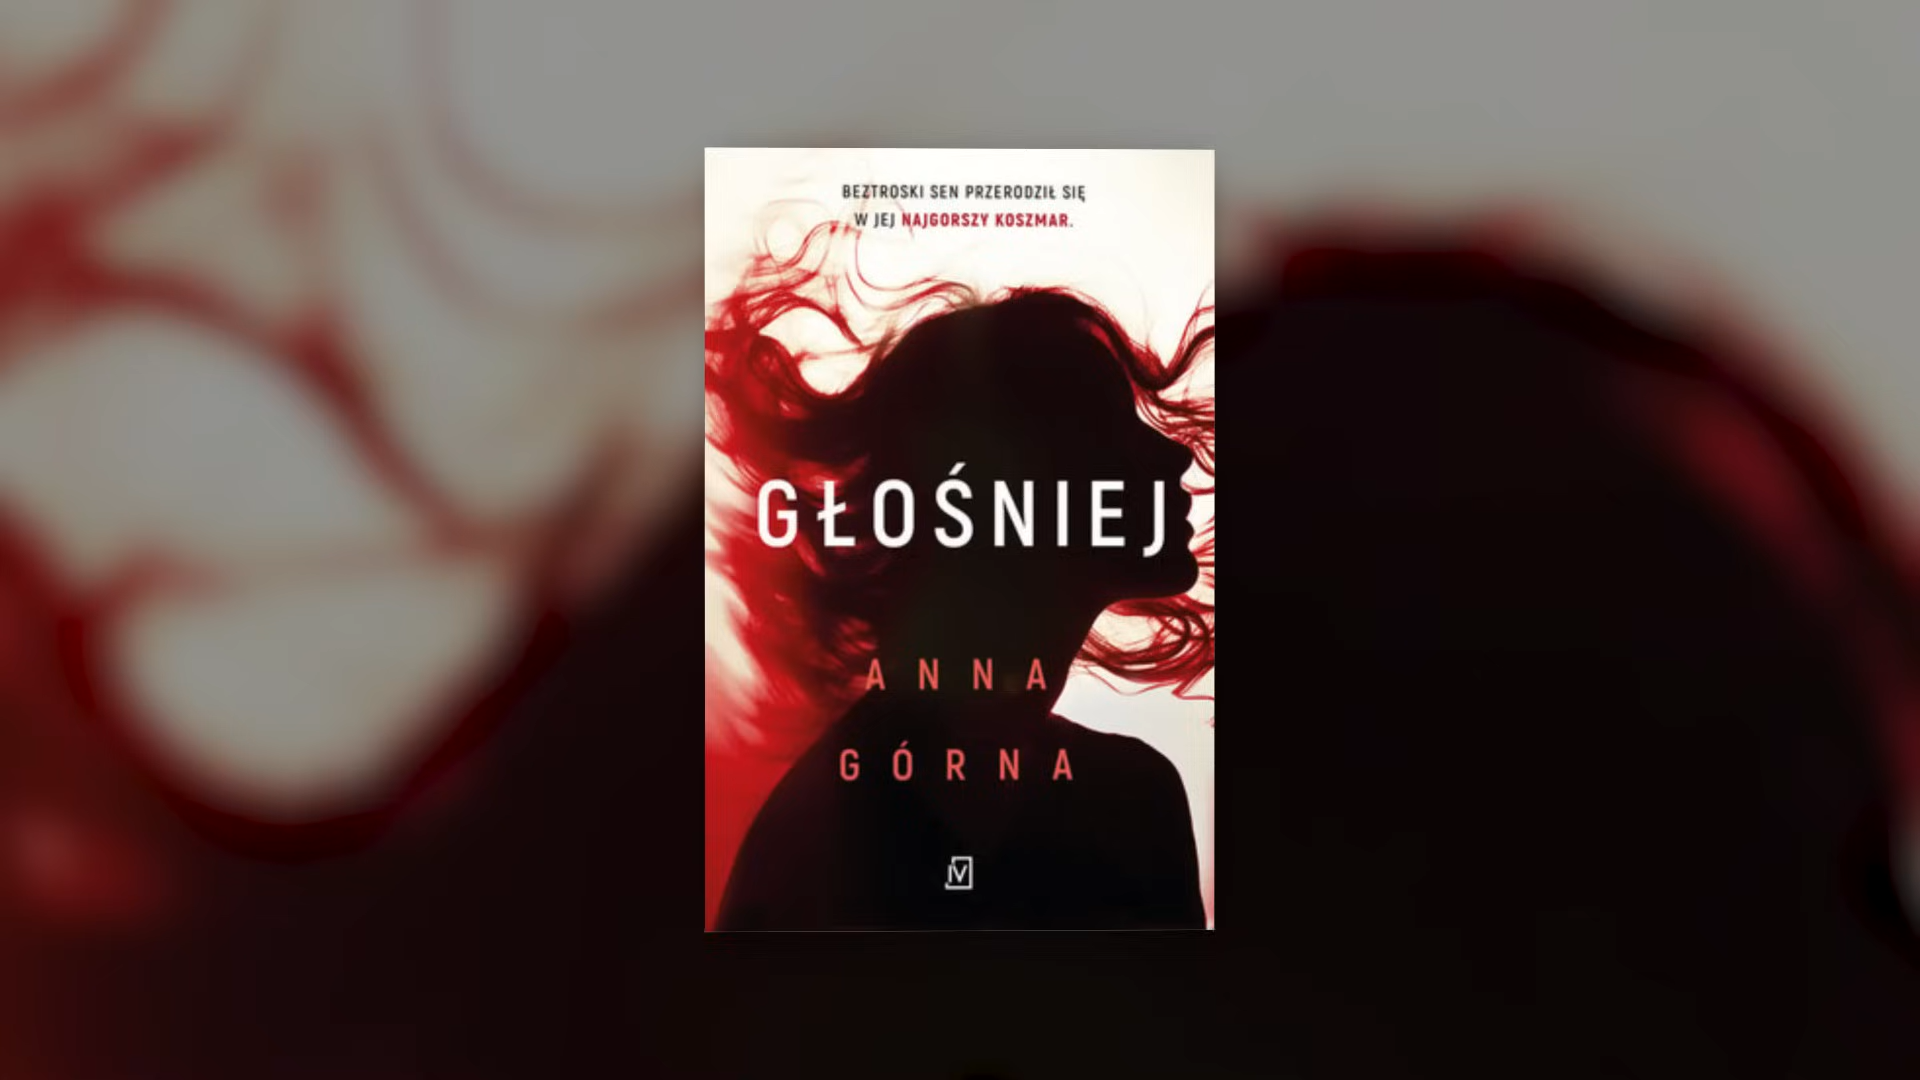 BEZTROSKI SEN PRZERODZIŁ SIĘ
W JEJ NAJGORSZY KOSZMAR.
GŁOŚNIEJ
ANNA
GÓRNA